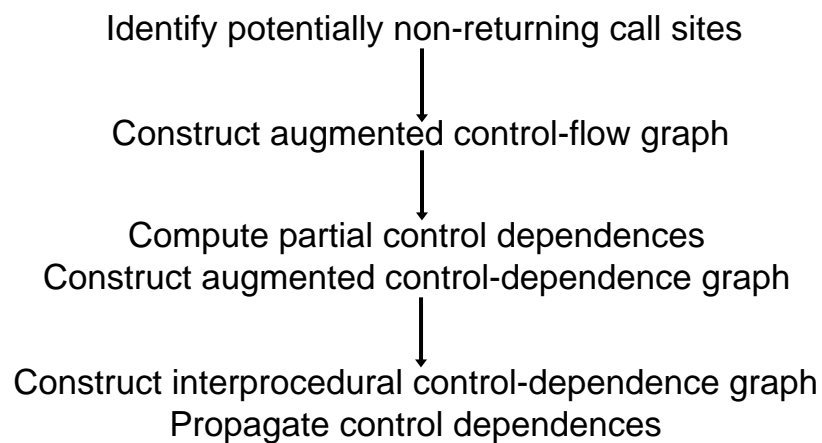 Identify potentially non-returning call sites
Construct augmented control-flow graph
Compute partial control dependences
Construct augmented control-dependence graph
Construct interprocedural control-dependence graph
Propagate control dependences